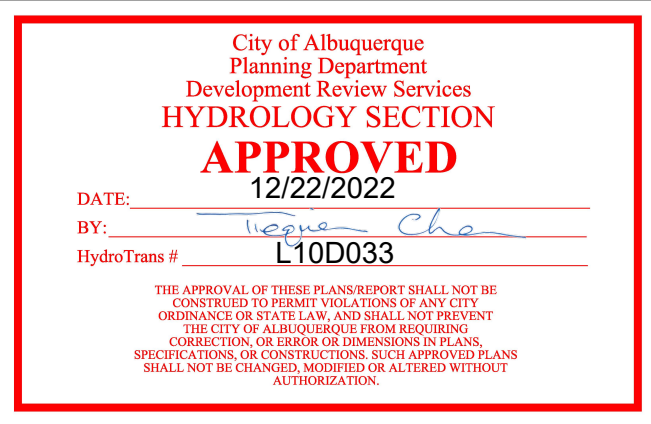 City of Albuquerque
Planning Department
Development Review Services
HYDROLOGY SECTION
APPROVED
DATE: 12/22/2022
BY: Chen
HydroTrans # L10D033
THE APPROVAL OF THESE PLANS/REPORT SHALL NOT BE
CONSTRUED TO PERMIT VIOLATIONS OF ANY CITY
ORDINANCE OR STATE LAW, AND SHALL NOT PREVENT
THE CITY OF ALBUQUERQUE FROM REQUIRING
CORRECTION, OR ERROR OR DIMENSIONS IN PLANS,
SPECIFICATIONS, OR CONSTRUCTIONS. SUCH APPROVED PLANS
SHALL NOT BE CHANGED, MODIFIED OR ALTERED WITHOUT
AUTHORIZATION.